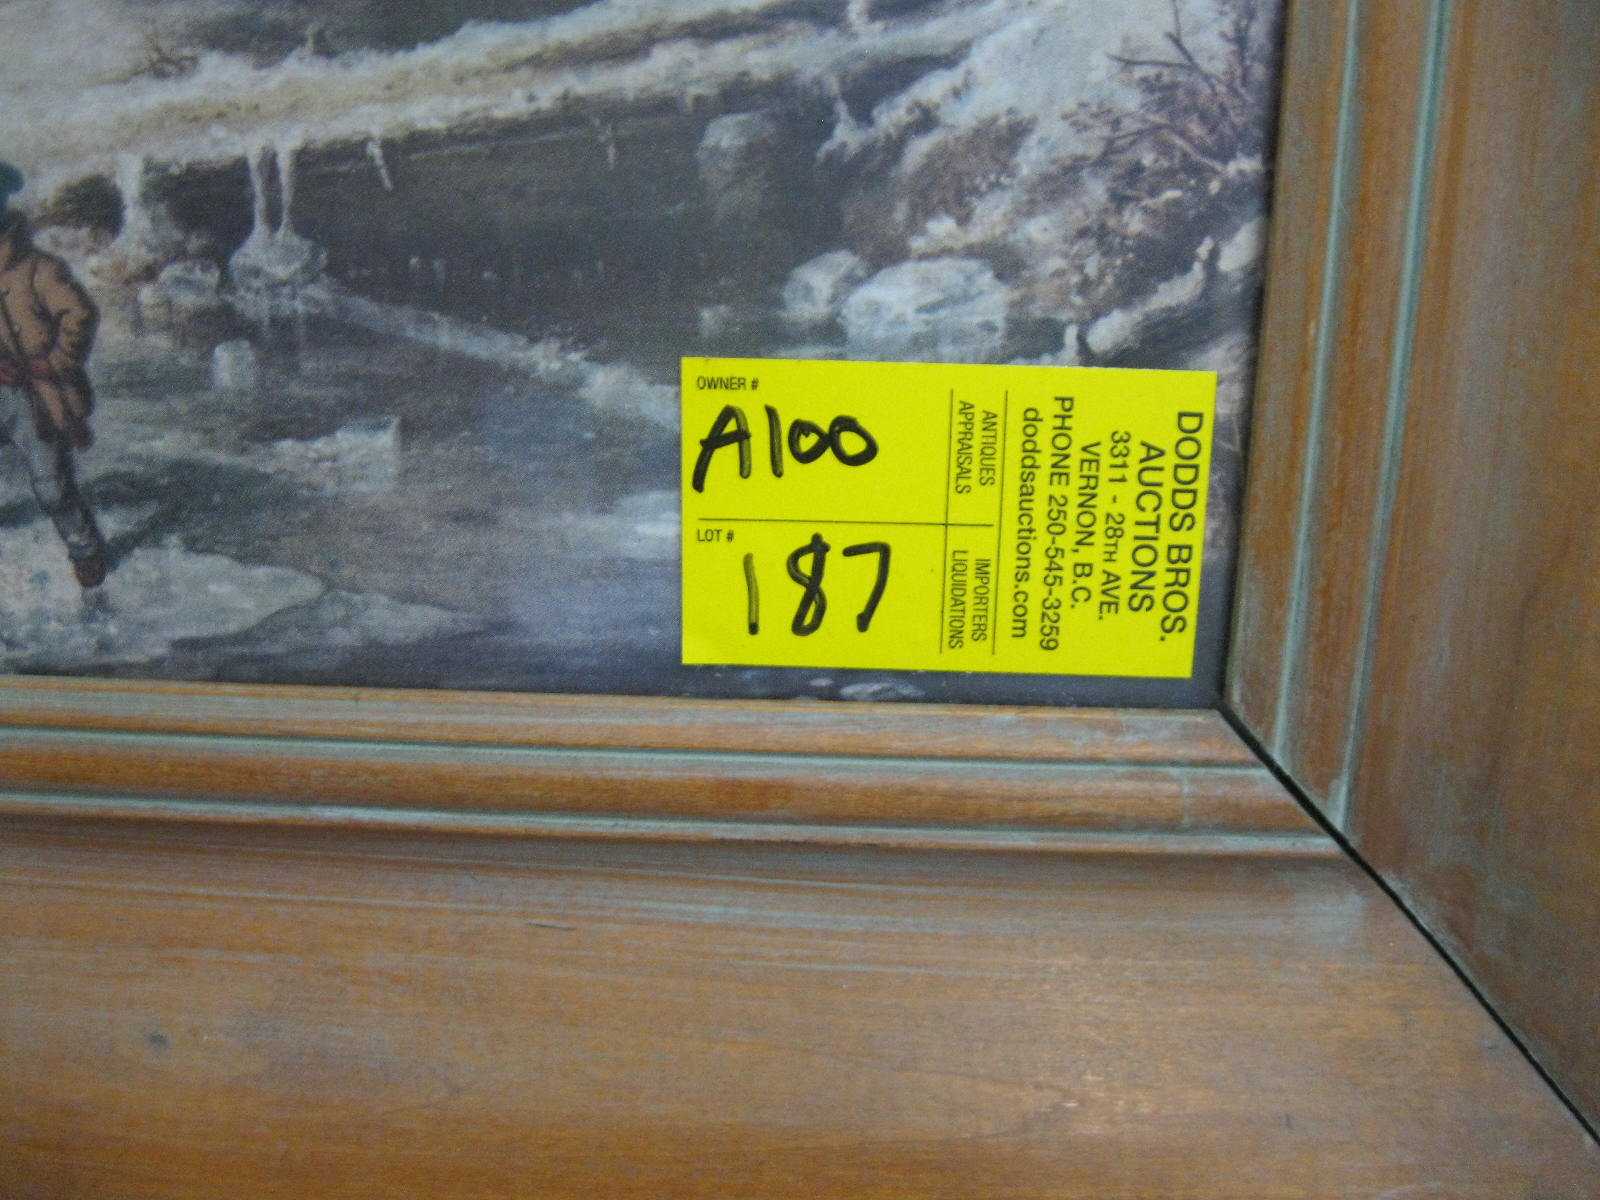 OWNER #
A100
LOT #
187
DODDS BROS.
AUCTIONS
3311 - 28TH AVE.
VERNON, B.C.
PHONE 250-545-3259
doddsauctions.com
ANTIQUES
APPRAISALS
IMPORTERS
LIQUIDATIONS